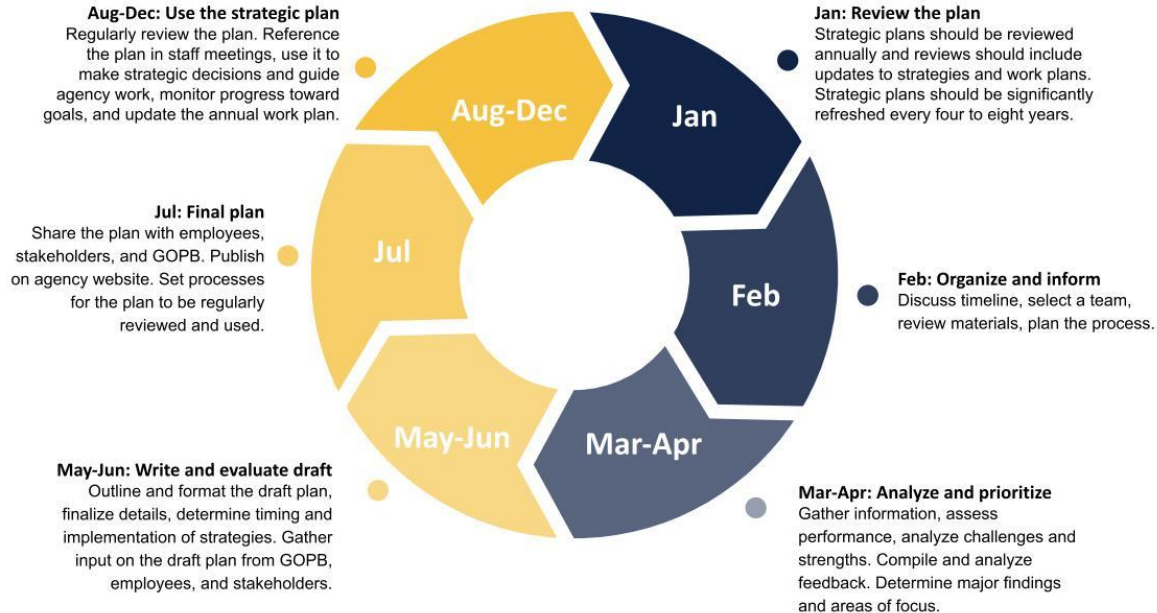 Aug-Dec: Use the strategic plan
Regularly review the plan. Reference
the plan in staff meetings, use it to
make strategic decisions and guide
agency work, monitor progress toward
goals, and update the annual work plan.
Jan: Review the plan
Strategic plans should be reviewed
annually and reviews should include
updates to strategies and work plans.
Strategic plans should be significantly
refreshed every four to eight years.
Aug-Dec
Jan
Jul: Final plan
Share the plan with employees,
stakeholders, and GOPB. Publish
on agency website. Set processes
for the plan to be regularly
reviewed and used.
Jul
Feb
Feb: Organize and inform
Discuss timeline, select a team,
review materials, plan the process.
May-Jun
Mar-Apr
May-Jun: Write and evaluate draft
Outline and format the draft plan,
finalize details, determine timing and
implementation of strategies. Gather
input on the draft plan from GOPB,
employees, and stakeholders.
Mar-Apr: Analyze and prioritize
Gather information, assess
performance, analyze challenges and
strengths. Compile and analyze
feedback. Determine major findings
and areas of focus.